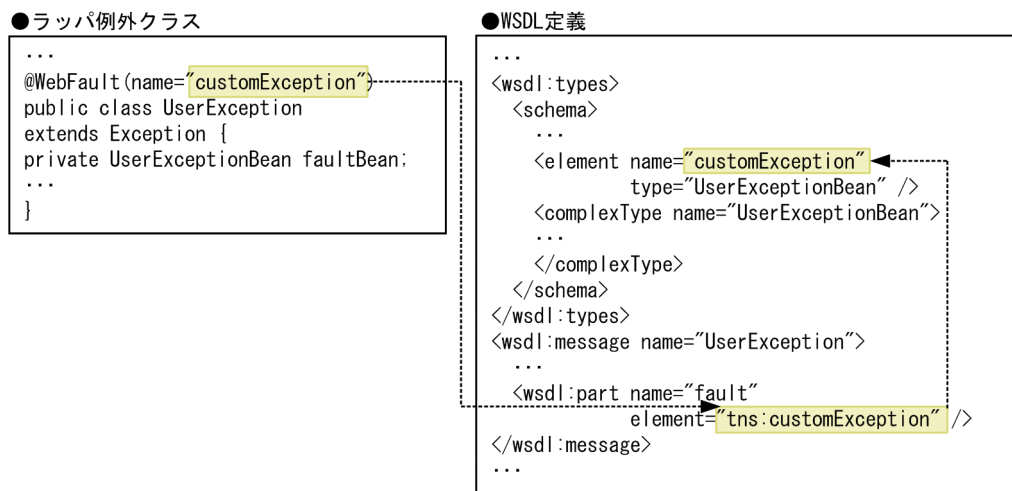 ●ラッパ例外クラス
...
@WebFault(name="customException")
public class UserException
extends Exception {
private UserExceptionBean faultBean;
...
}
●WSDL定義
...
<wsdl:types>
<schema>
...
<element name="customException"
type="UserExceptionBean" />
<complexType name="UserExceptionBean">
...
</complexType>
</schema>
</wsdl:types>
<wsdl:message name="UserException">
...
<wsdl:part name="fault"
element="tns:customException" />
</wsdl:message>
...